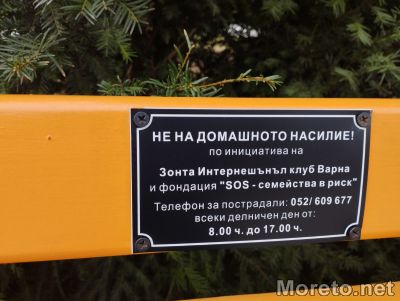 НЕ НА ДОМАШНОТО НАСИЛИЕ!
по инициатива на
Зонта Интернешънъл клуб Варна
и фондация "SOS - семейства в риск"
Телефон за пострадали: 052/ 609 677
всеки делничен ден от:
8.00 ч. до 17.00 ч.
Moreto.net